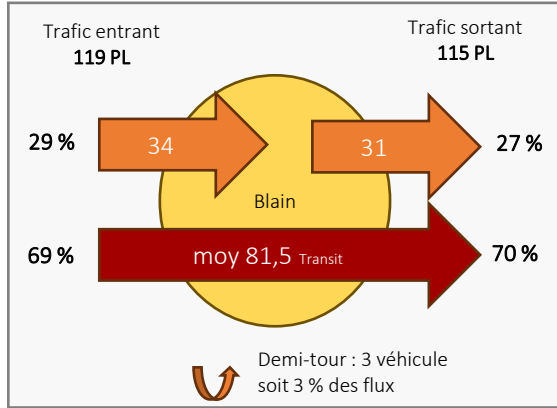 Trafic entrant
119 PL
Trafic sortant
115 PL
29 %
34
31
27 %
Blain
69 %
moy 81,5 Transit
70 %
Demi-tour : 3 véhicule
soit 3 % des flux